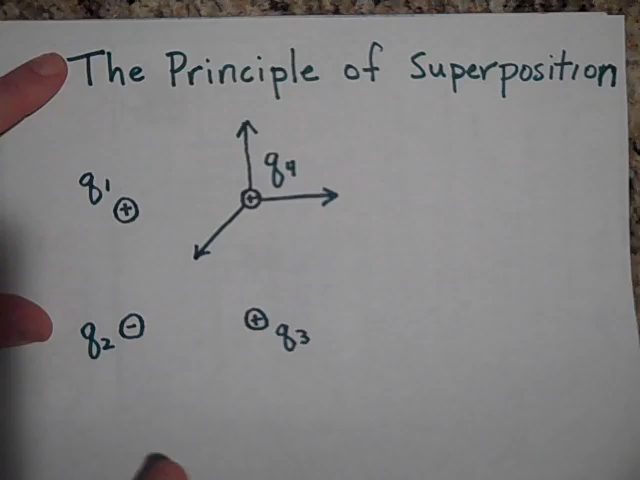 The Principle of Superposition
q1 +
q4 +
q2 -
+ q3